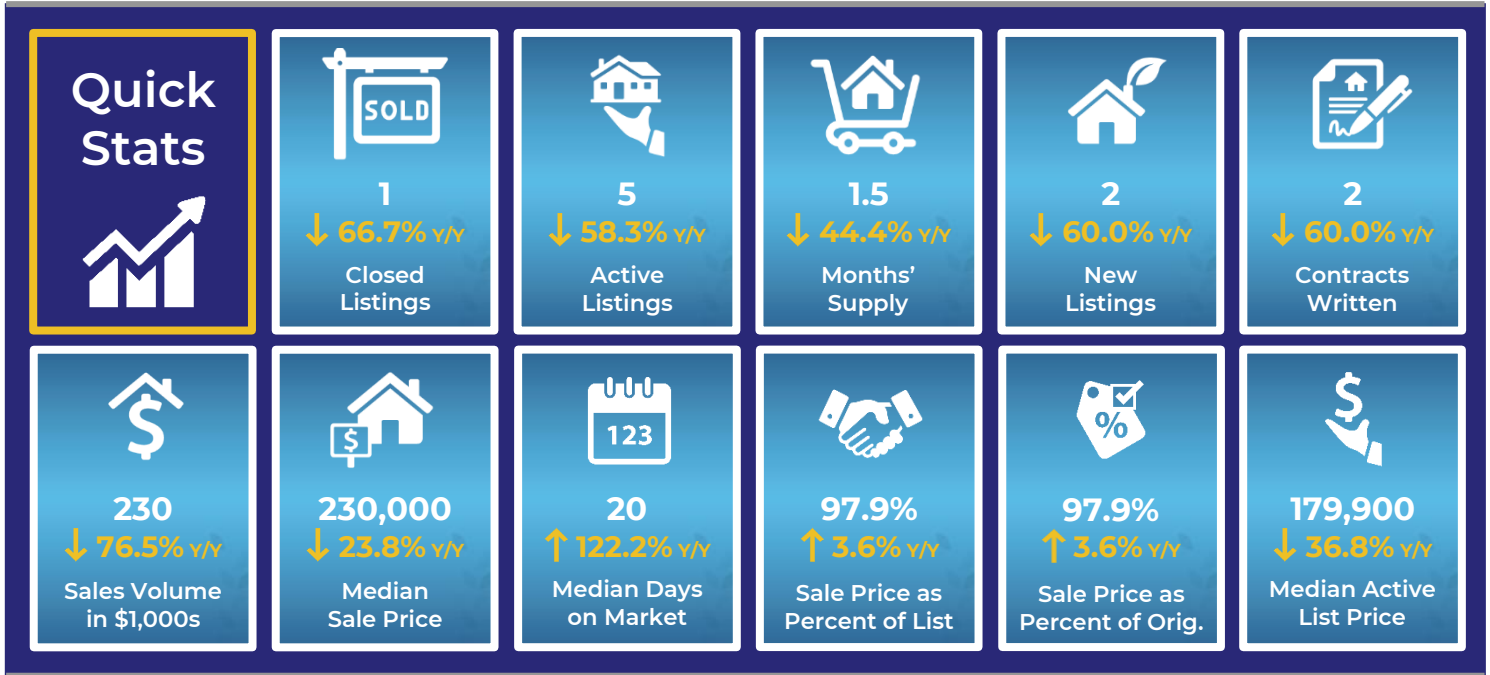 Quick
Stats
SOLD
1
↓ 66.7% Y/Y
Closed
Listings
5
↓ 58.3% Y/Y
Active
Listings
1.5
↓ 44.4% Y/Y
Months’
Supply
2
↓ 60.0% Y/Y
New
Listings
2
↓ 60.0% Y/Y
Contracts
Written
$
230
↓ 76.5% Y/Y
Sales Volume
in $1,000s
$
230,000
↓ 23.8% Y/Y
Median
Sale Price
123
20
↑ 122.2% Y/Y
Median Days
on Market
97.9%
↑ 3.6% Y/Y
Sale Price as
Percent of List
%
97.9%
↑ 3.6% Y/Y
Sale Price as
Percent of Orig.
$
179,900
↓ 36.8% Y/Y
Median Active
List Price